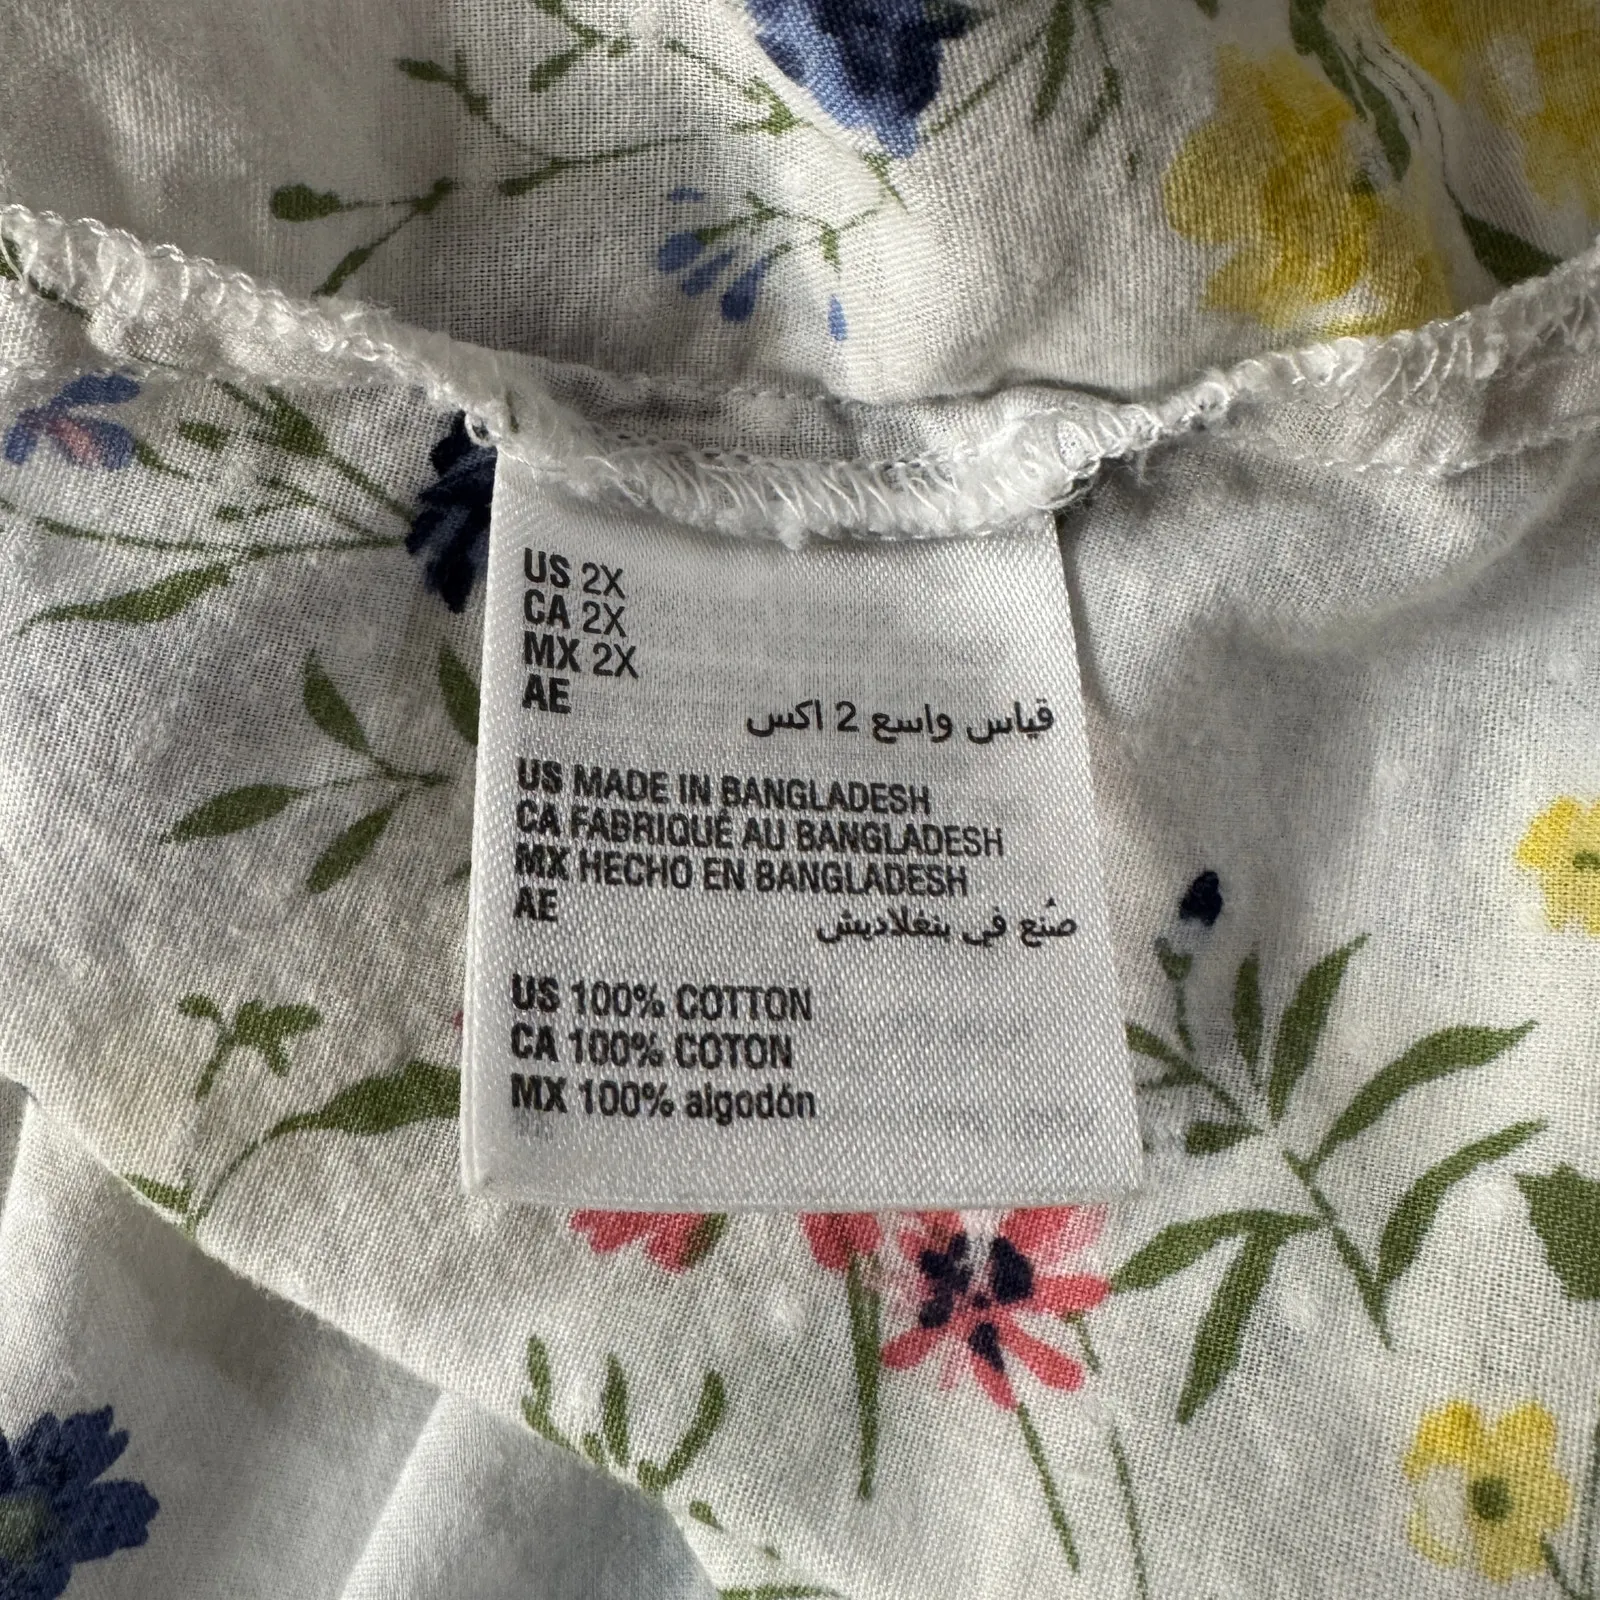 US 2X
CA 2X
MX 2X
AE
قياس واسع 2 اكس
US MADE IN BANGLADESH
CA FABRIQUÉ AU BANGLADESH
MX HECHO EN BANGLADESH
AE
صُنع في بنغلاديش
US 100% COTTON
CA 100% COTON
MX 100% algodón